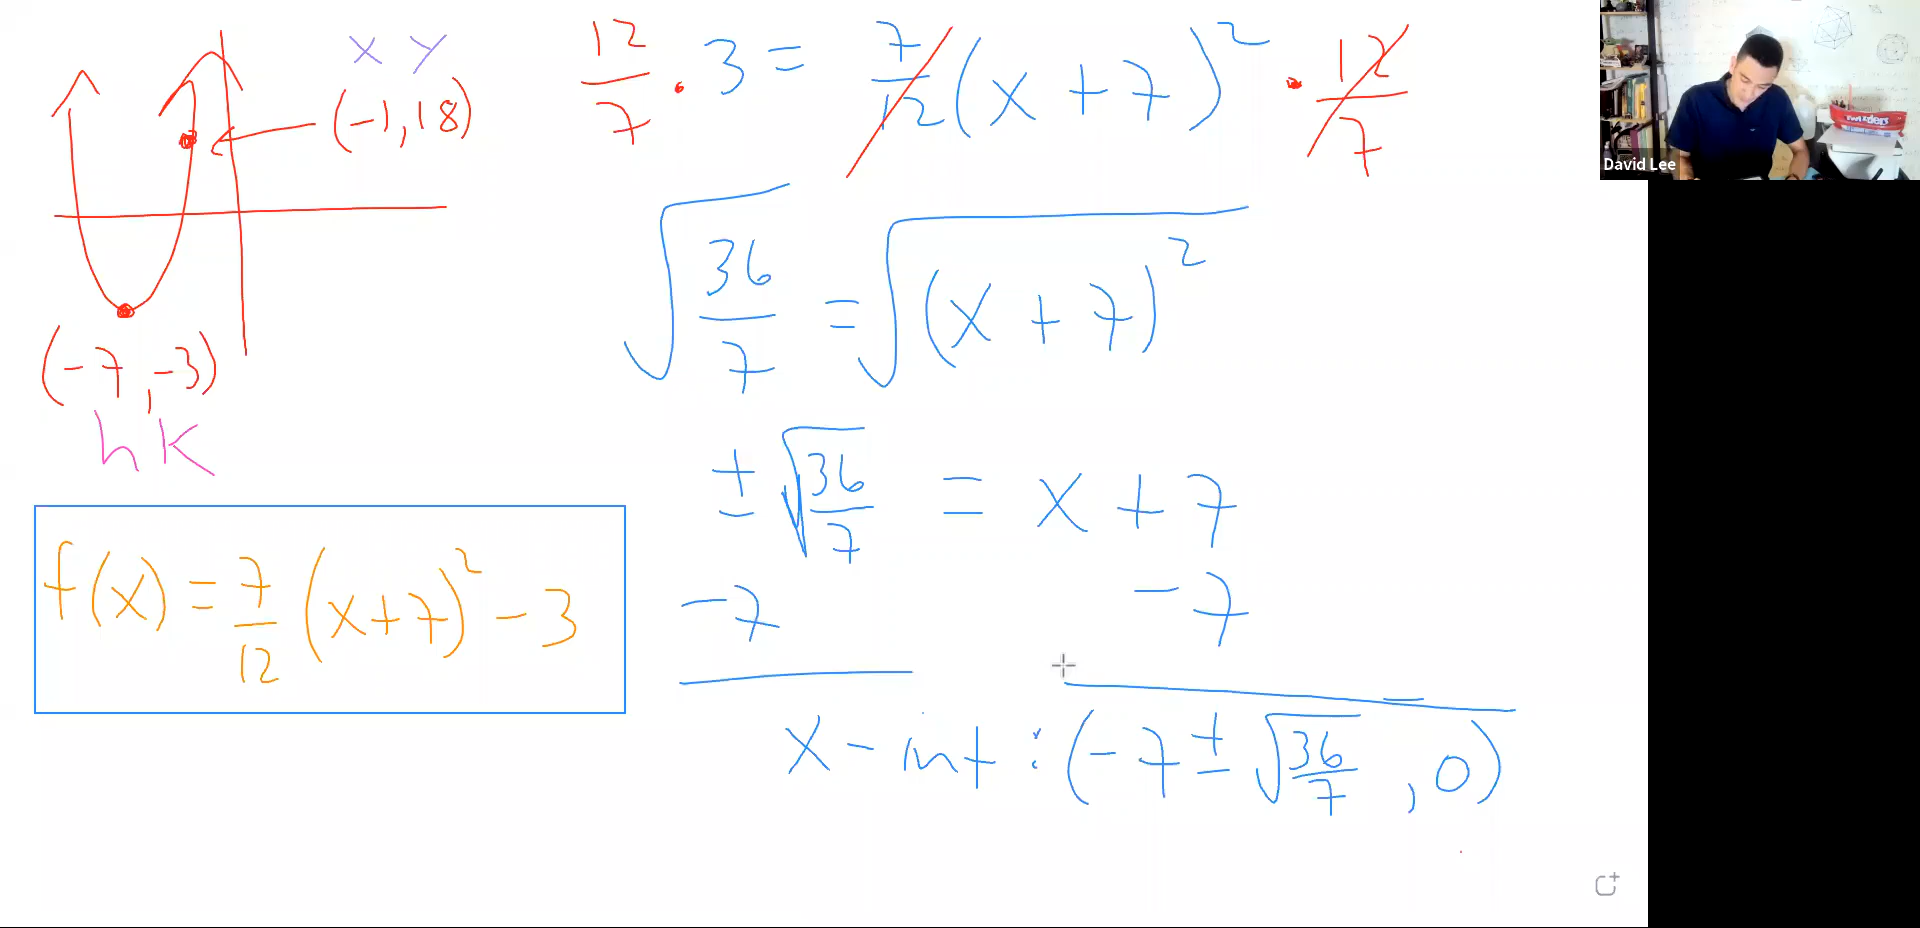 x y
(-1, 18)
(-7, -3)
h k
f(x) = 7/12 (x+7)² - 3
12/7 · 3 = 7/12 (x + 7)² · 12/7
√(36/7) = √((x + 7)²)
± √(36/7) = x + 7
-7 -7
x-int : (-7 ± √(36/7) , 0)
David Lee